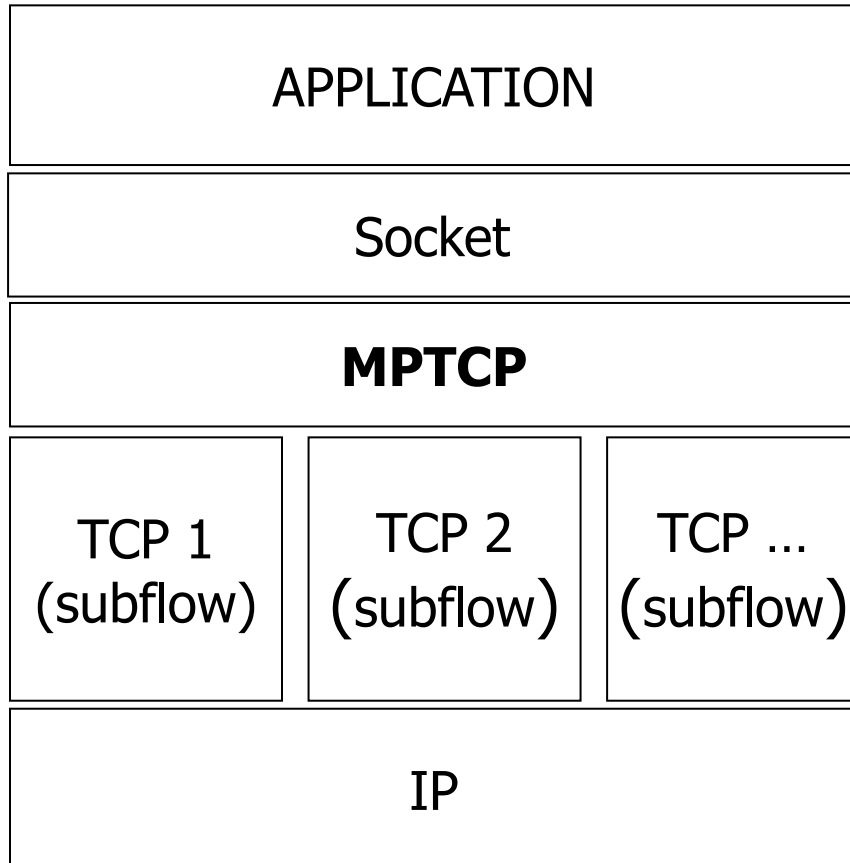 APPLICATION
Socket
MPTCP
TCP 1
(subflow)
TCP 2
(subflow)
TCP ...
(subflow)
IP